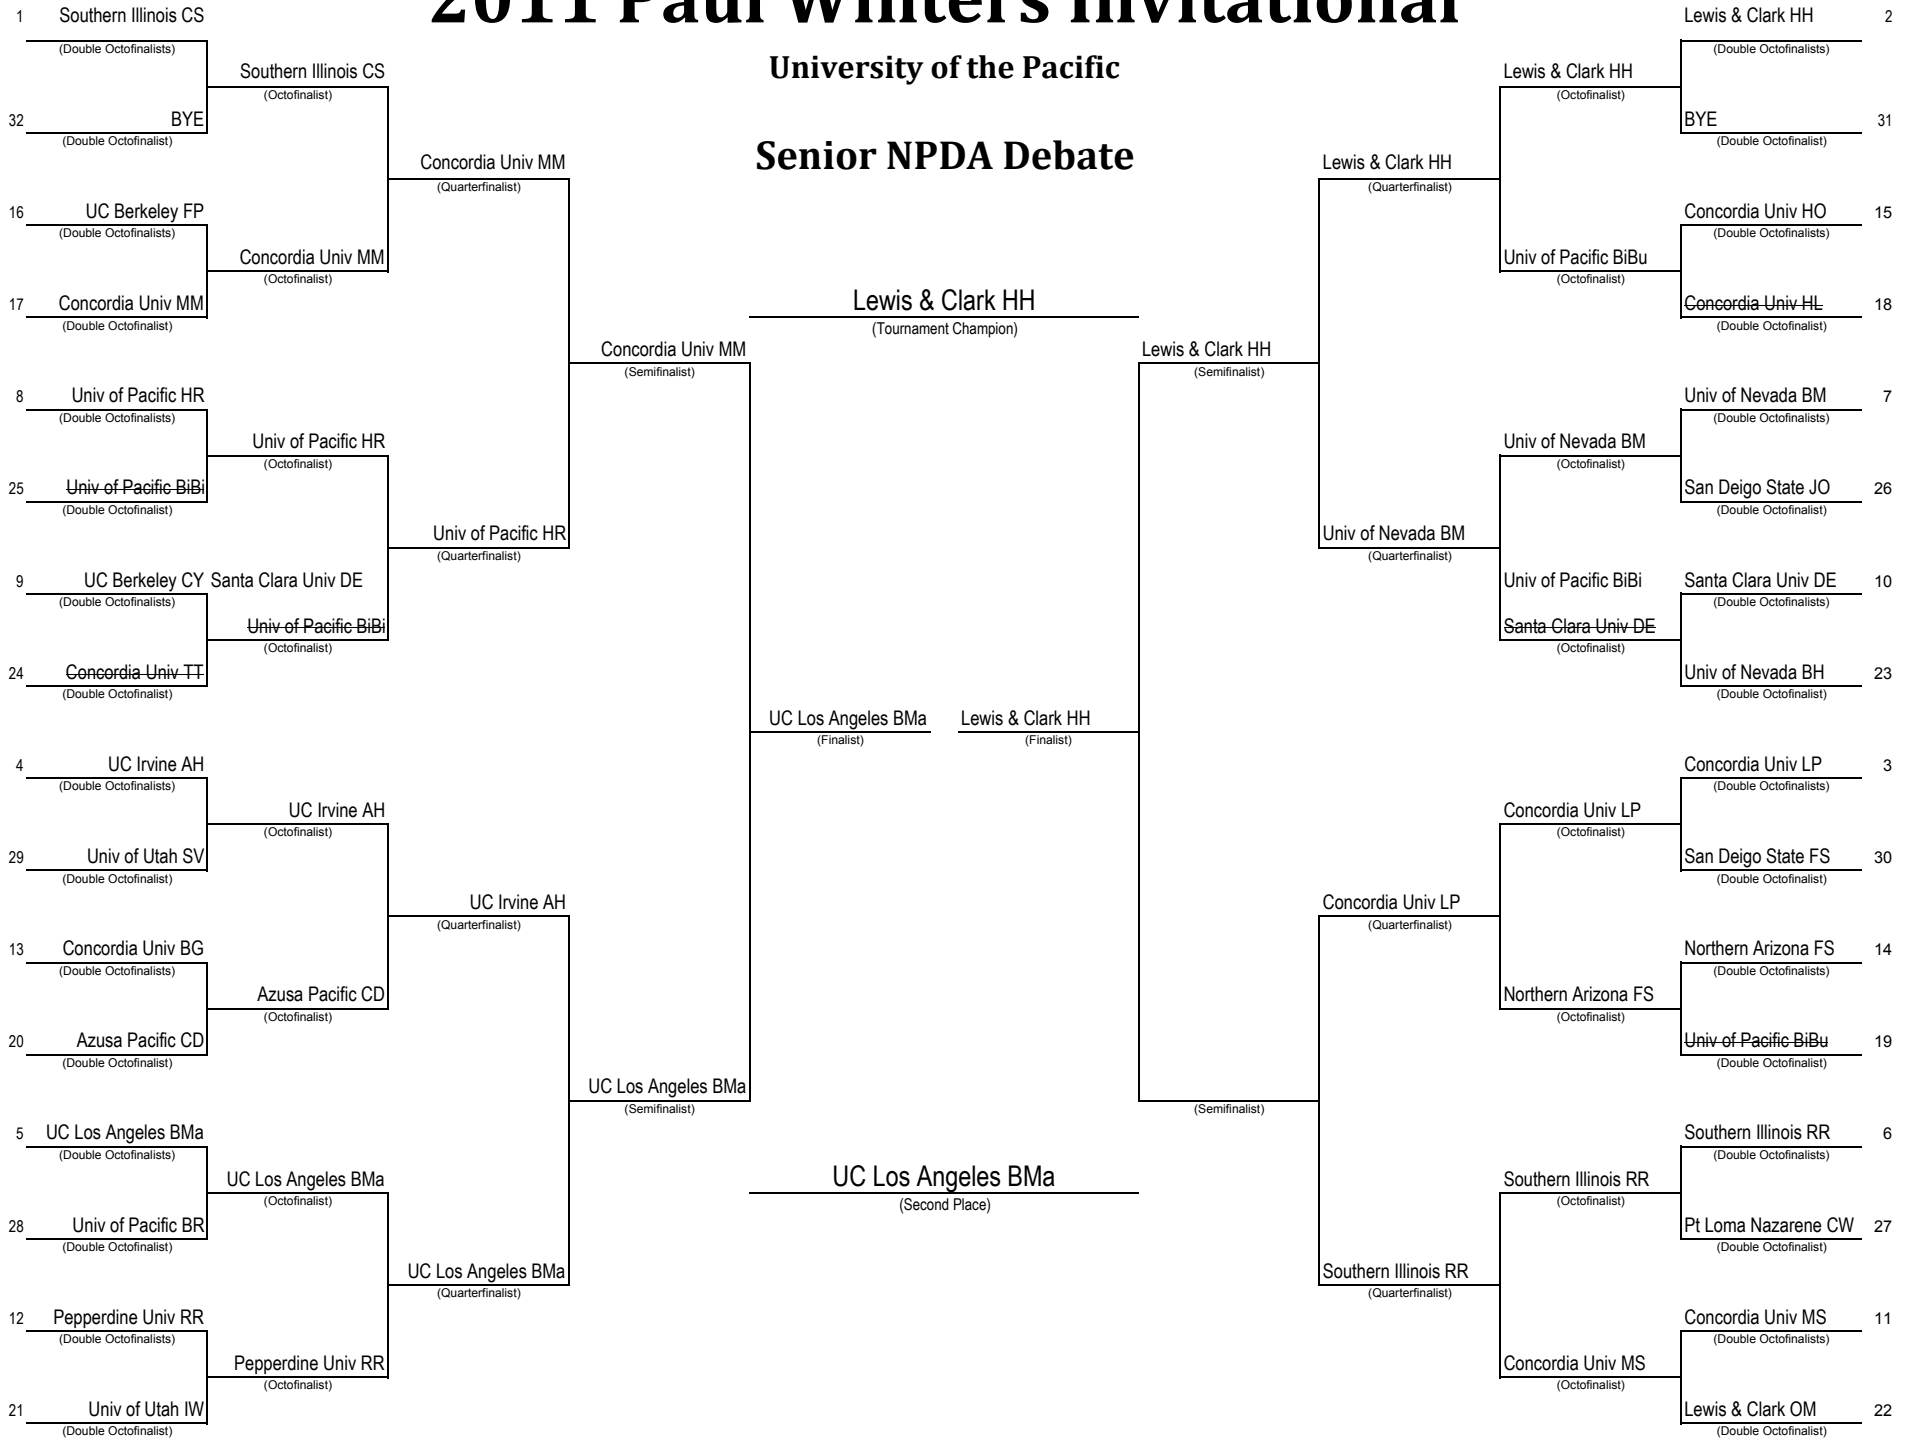 2011 Paul Winters Invitational
University of the Pacific
Senior NPDA Debate
1 Southern Illinois CS
(Double Octofinalists)
Southern Illinois CS
(Octofinalist)
32 BYE
(Double Octofinalist)
Concordia Univ MM
(Quarterfinalist)
16 UC Berkeley FP
(Double Octofinalists)
Concordia Univ MM
(Octofinalist)
17 Concordia Univ MM
(Double Octofinalist)
Concordia Univ MM
(Semifinalist)
8 Univ of Pacific HR
(Double Octofinalists)
Univ of Pacific HR
(Octofinalist)
25 Univ of Pacific BiBi
(Double Octofinalist)
Univ of Pacific HR
(Quarterfinalist)
9 UC Berkeley CY
(Double Octofinalists)
Santa Clara Univ DE
Univ of Pacific BiBi
(Octofinalist)
24 Concordia Univ TT
(Double Octofinalist)
UC Los Angeles BMa
(Finalist)
4 UC Irvine AH
(Double Octofinalists)
UC Irvine AH
(Octofinalist)
29 Univ of Utah SV
(Double Octofinalist)
UC Irvine AH
(Quarterfinalist)
13 Concordia Univ BG
(Double Octofinalists)
Azusa Pacific CD
(Octofinalist)
20 Azusa Pacific CD
(Double Octofinalist)
UC Los Angeles BMa
(Semifinalist)
5 UC Los Angeles BMa
(Double Octofinalists)
UC Los Angeles BMa
(Octofinalist)
28 Univ of Pacific BR
(Double Octofinalist)
UC Los Angeles BMa
(Quarterfinalist)
12 Pepperdine Univ RR
(Double Octofinalists)
Pepperdine Univ RR
(Octofinalist)
21 Univ of Utah IW
(Double Octofinalist)
Lewis & Clark HH
(Tournament Champion)
UC Los Angeles BMa
(Second Place)
Lewis & Clark HH 2
(Double Octofinalists)
Lewis & Clark HH
(Octofinalist)
BYE 31
(Double Octofinalist)
Lewis & Clark HH
(Quarterfinalist)
Concordia Univ HO 15
(Double Octofinalists)
Univ of Pacific BiBu
(Octofinalist)
Concordia Univ HL 18
(Double Octofinalist)
Lewis & Clark HH
(Semifinalist)
Univ of Nevada BM 7
(Double Octofinalists)
Univ of Nevada BM
(Octofinalist)
San Deigo State JO 26
(Double Octofinalist)
Univ of Nevada BM
(Quarterfinalist)
Univ of Pacific BiBi
Santa Clara Univ DE 10
(Double Octofinalists)
Santa Clara Univ DE
(Octofinalist)
Univ of Nevada BH 23
(Double Octofinalist)
Lewis & Clark HH
(Finalist)
Concordia Univ LP 3
(Double Octofinalists)
Concordia Univ LP
(Octofinalist)
San Deigo State FS 30
(Double Octofinalist)
Concordia Univ LP
(Quarterfinalist)
Northern Arizona FS 14
(Double Octofinalists)
Northern Arizona FS
(Octofinalist)
Univ of Pacific BiBu 19
(Double Octofinalist)
(Semifinalist)
Southern Illinois RR 6
(Double Octofinalists)
Southern Illinois RR
(Octofinalist)
Pt Loma Nazarene CW 27
(Double Octofinalist)
Southern Illinois RR
(Quarterfinalist)
Concordia Univ MS 11
(Double Octofinalists)
Concordia Univ MS
(Octofinalist)
Lewis & Clark OM 22
(Double Octofinalist)